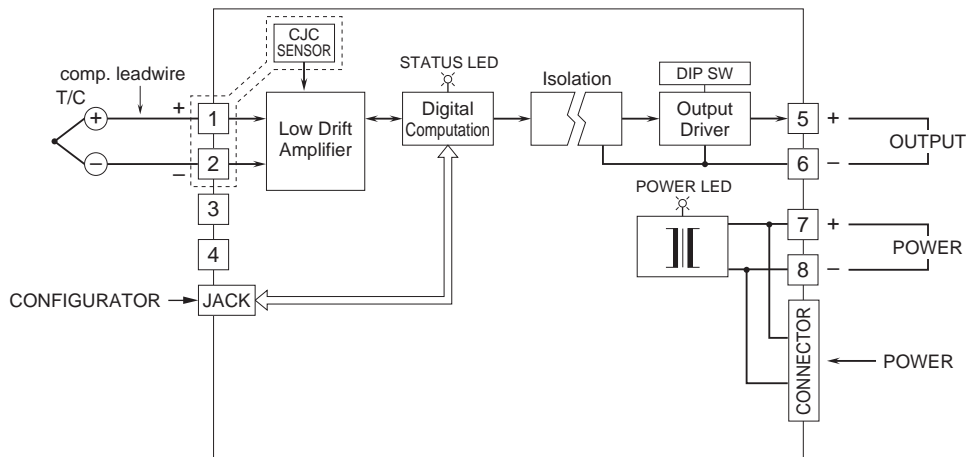 CJC
SENSOR
comp. leadwire
T/C
+
−
+
−
1
2
3
4
Low Drift
Amplifier
STATUS LED
Digital
Computation
Isolation
DIP SW
Output
Driver
5
6
+
−
OUTPUT
POWER LED
7
8
+
−
POWER
CONFIGURATOR
JACK
CONNECTOR
POWER